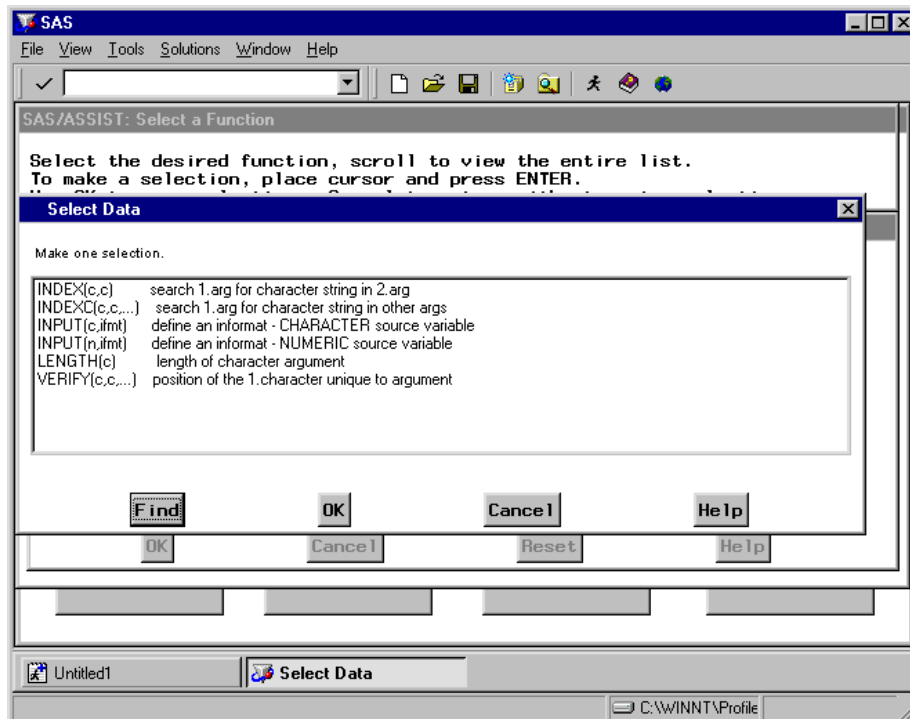 SAS
File View Tools Solutions Window Help
SAS/ASSIST: Select a Function
Select the desired function, scroll to view the entire list.
To make a selection, place cursor and press ENTER.
Select Data
Make one selection.
INDEX(c,c) search 1.arg for character string in 2.arg
INDEXC(c,c,...) search 1.arg for character string in other args
INPUT(c,ifmt) define an informat - CHARACTER source variable
INPUT(n,ifmt) define an informat - NUMERIC source variable
LENGTH(c) length of character argument
VERIFY(c,c,...) position of the 1.character unique to argument
Find OK Cancel Help
OK Cancel Reset Help
Untitled1 Select Data
C:\WINNT\Profile